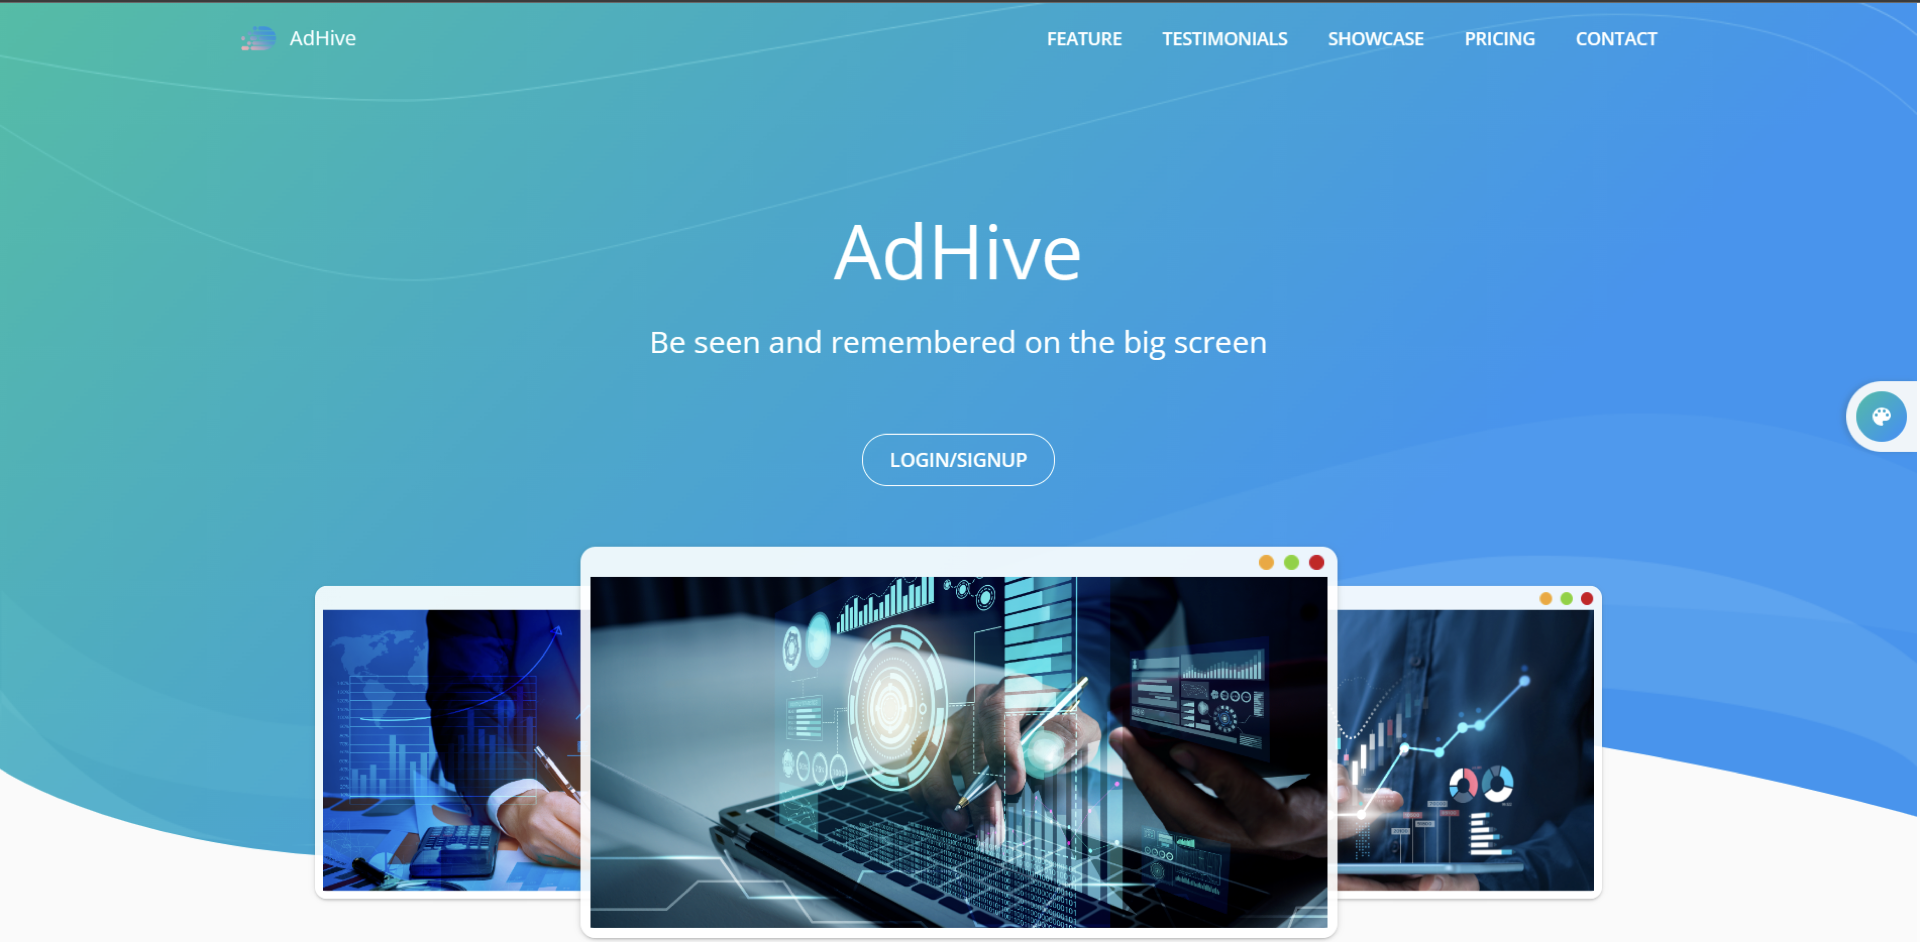 AdHive
FEATURE
TESTIMONIALS
SHOWCASE
PRICING
CONTACT
AdHive
Be seen and remembered on the big screen
LOGIN/SIGNUP